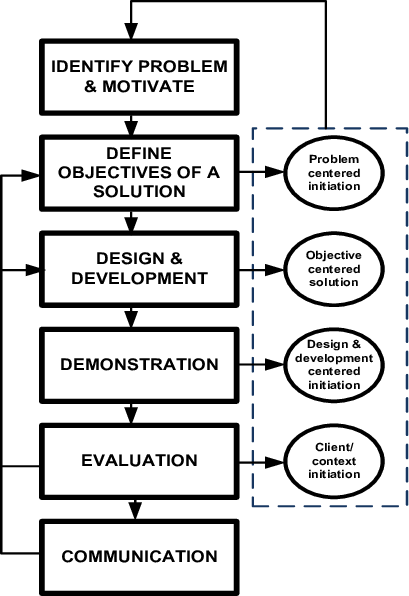 IDENTIFY PROBLEM
& MOTIVATE
DEFINE
OBJECTIVES OF A
SOLUTION
Problem
centered
initiation
DESIGN &
DEVELOPMENT
Objective
centered
solution
DEMONSTRATION
Design &
development
centered
initiation
EVALUATION
Client/
context
initiation
COMMUNICATION